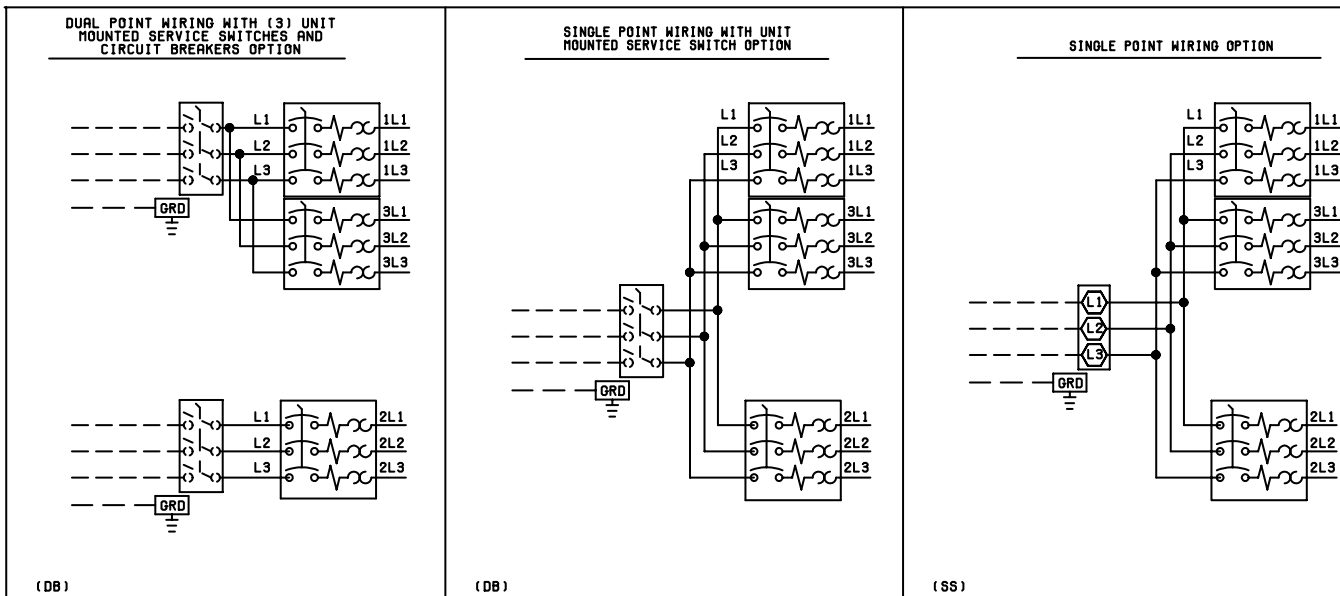 DUAL POINT WIRING WITH (3) UNIT
MOUNTED SERVICE SWITCHES AND
CIRCUIT BREAKERS OPTION
L1
1L1
L2
1L2
L3
1L3
GRD
3L1
3L2
3L3
L1
2L1
L2
2L2
L3
2L3
GRD
(DB)
SINGLE POINT WIRING WITH UNIT
MOUNTED SERVICE SWITCH OPTION
L1
1L1
L2
1L2
L3
1L3
3L1
3L2
3L3
GRD
2L1
2L2
2L3
(DB)
SINGLE POINT WIRING OPTION
L1
1L1
L2
1L2
L3
1L3
3L1
3L2
3L3
L1
L2
L3
GRD
2L1
2L2
2L3
(SS)